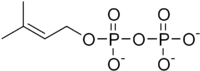 O O
O P O P O⁻
O⁻ O⁻